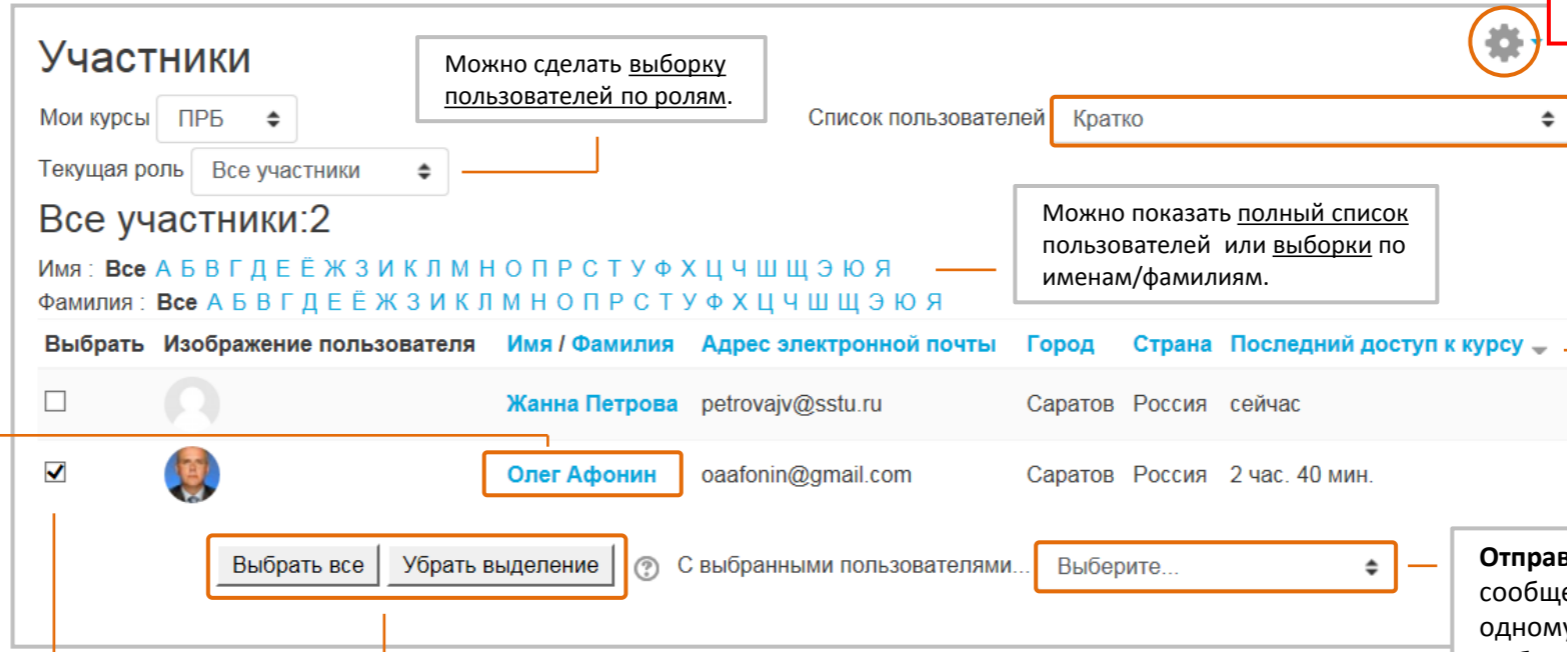 Участники
Можно сделать выборку
пользователей по ролям.
Мои курсы ПРБ
Список пользователей Кратко
Текущая роль Все участники
Все участники:2
Можно показать полный список
пользователей или выборки по
именам/фамилиям.
Имя : Все А Б В Г Д Е Ё Ж З И К Л М Н О П Р С Т У Ф Х Ц Ч Ш Щ Э Ю Я
Фамилия : Все А Б В Г Д Е Ё Ж З И К Л М Н О П Р С Т У Ф Х Ц Ч Ш Щ Э Ю Я
Выбрать Изображение пользователя Имя / Фамилия Адрес электронной почты Город Страна Последний доступ к курсу
Жанна Петрова petrovajv@sstu.ru Саратов Россия сейчас
Олег Афонин oaafonin@gmail.com Саратов Россия 2 час. 40 мин.
Выбрать все Убрать выделение ? С выбранными пользователями... Выберите...
Отправ
сообще
одному